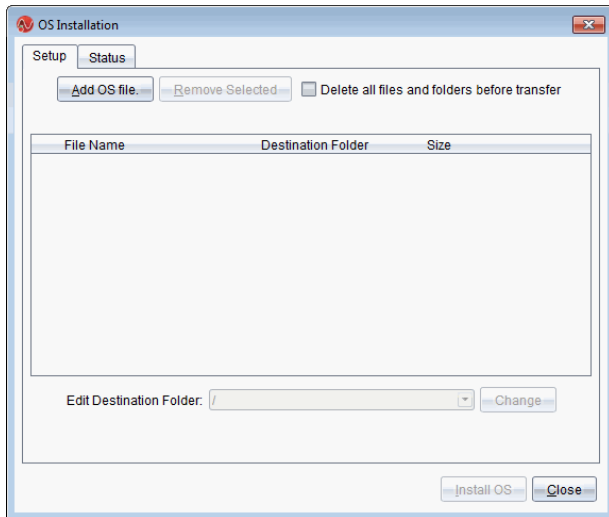 OS Installation
Setup Status
Add OS file. Remove Selected Delete all files and folders before transfer
File Name Destination Folder Size
Edit Destination Folder: / Change
Install OS Close